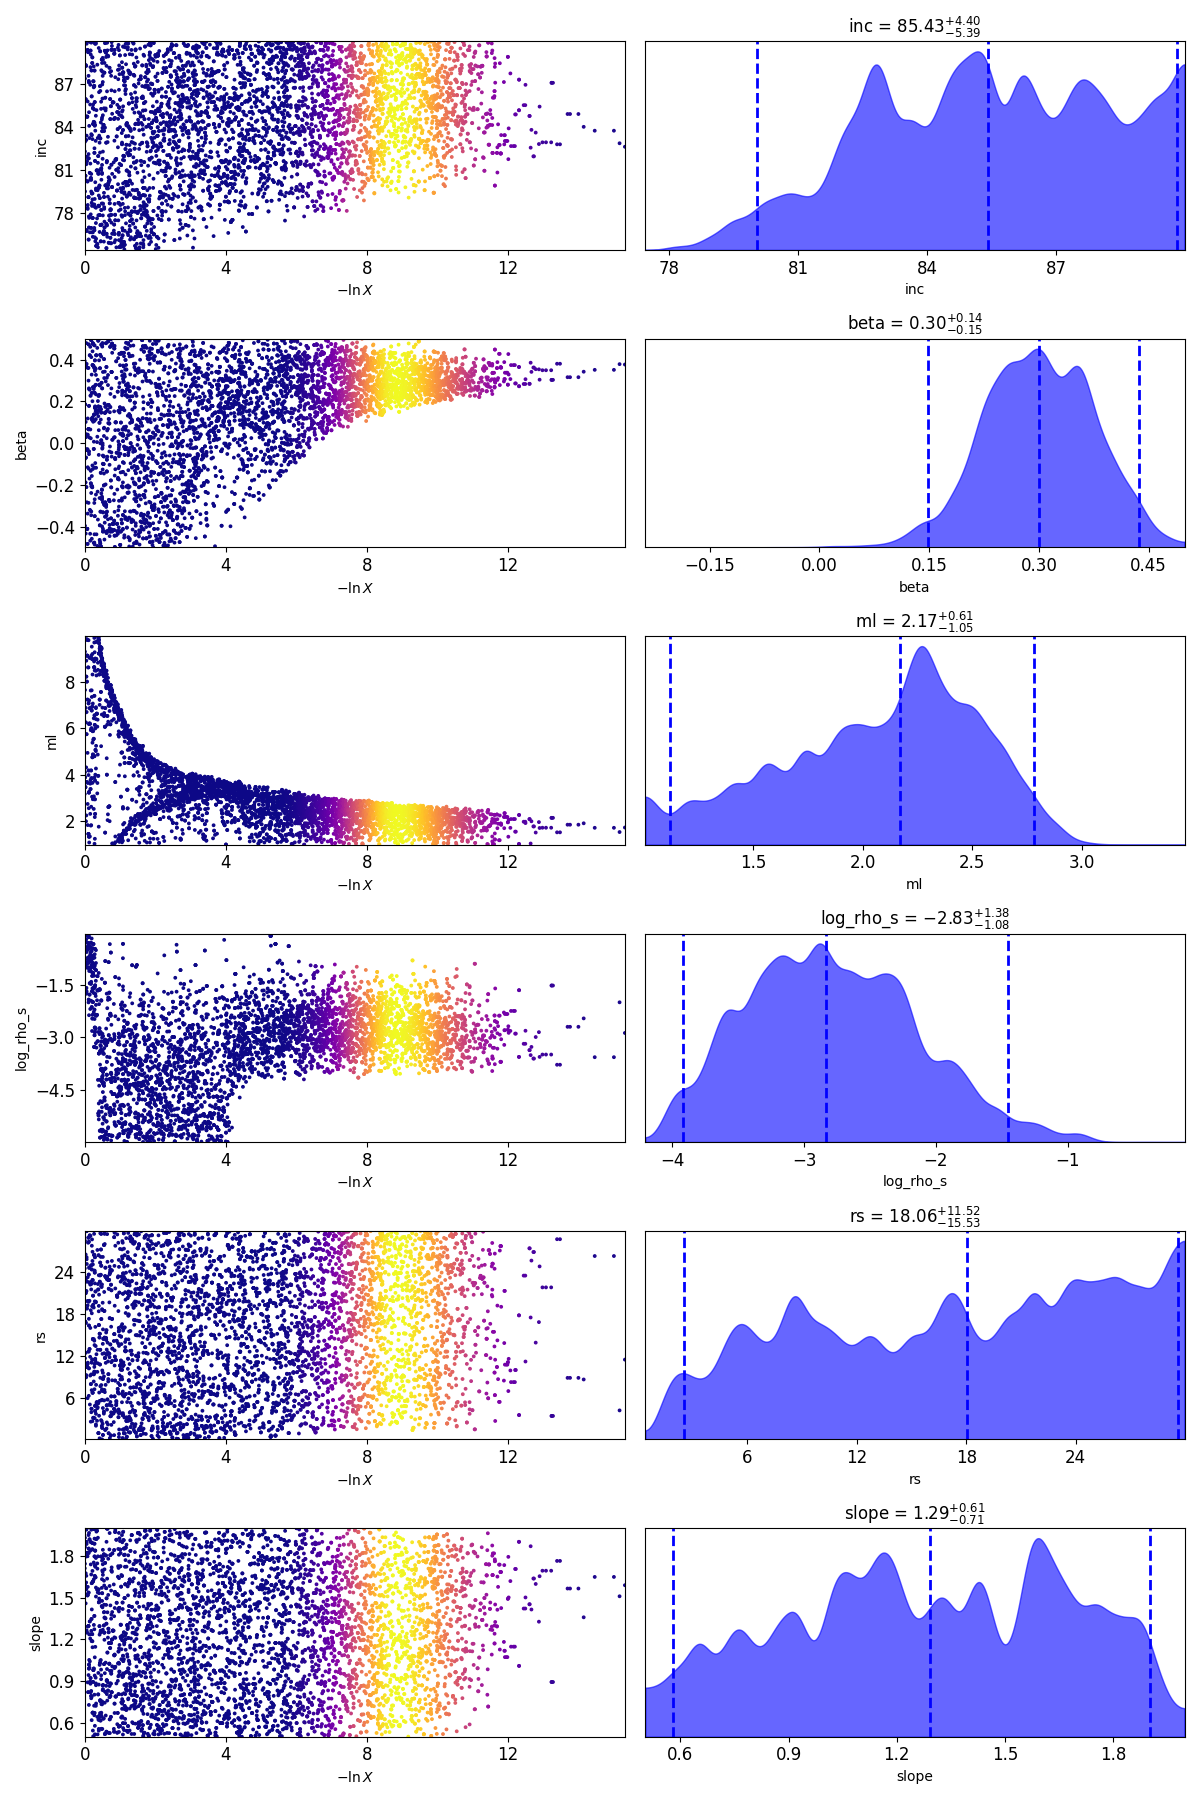 inc = 85.43 +4.40 −5.39
87
84
81
78
inc
0 4 8 12
−ln X
78 81 84 87
inc
beta = 0.30 +0.14 −0.15
0.4
0.2
0.0
−0.2
−0.4
beta
0 4 8 12
−ln X
−0.15 0.00 0.15 0.30 0.45
beta
ml = 2.17 +0.61 −1.05
8
6
4
2
ml
0 4 8 12
−ln X
1.5 2.0 2.5 3.0
ml
log_rho_s = −2.83 +1.38 −1.08
−1.5
−3.0
−4.5
log_rho_s
0 4 8 12
−ln X
−4 −3 −2 −1
log_rho_s
rs = 18.06 +11.52 −15.53
24
18
12
6
rs
0 4 8 12
−ln X
6 12 18 24
rs
slope = 1.29 +0.61 −0.71
1.8
1.5
1.2
0.9
0.6
slope
0 4 8 12
−ln X
0.6 0.9 1.2 1.5 1.8
slope